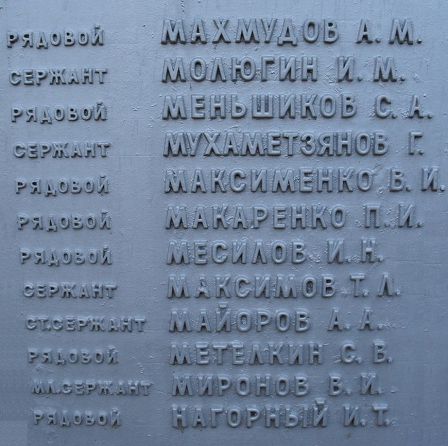 РЯДОВОЙ МАХМУДОВ А. М.
СЕРЖАНТ МОЛЮГИН И. М.
РЯДОВОЙ МЕНЬШИКОВ С. А.
СЕРЖАНТ МУХАМЕТЗЯНОВ Г.
РЯДОВОЙ МАКСИМЕНКО В. И.
РЯДОВОЙ МАКАРЕНКО П. И.
РЯДОВОЙ МЕСИЛОВ И. Н.
СЕРЖАНТ МАКСИМОВ Т. Л.
СТ.СЕРЖАНТ МАЙОРОВ А. А.
РЯДОВОЙ МЕТЕЛКИН С. В.
МЛ.СЕРЖАНТ МИРОНОВ В. И.
РЯДОВОЙ НАГОРНЫЙ И. Т.